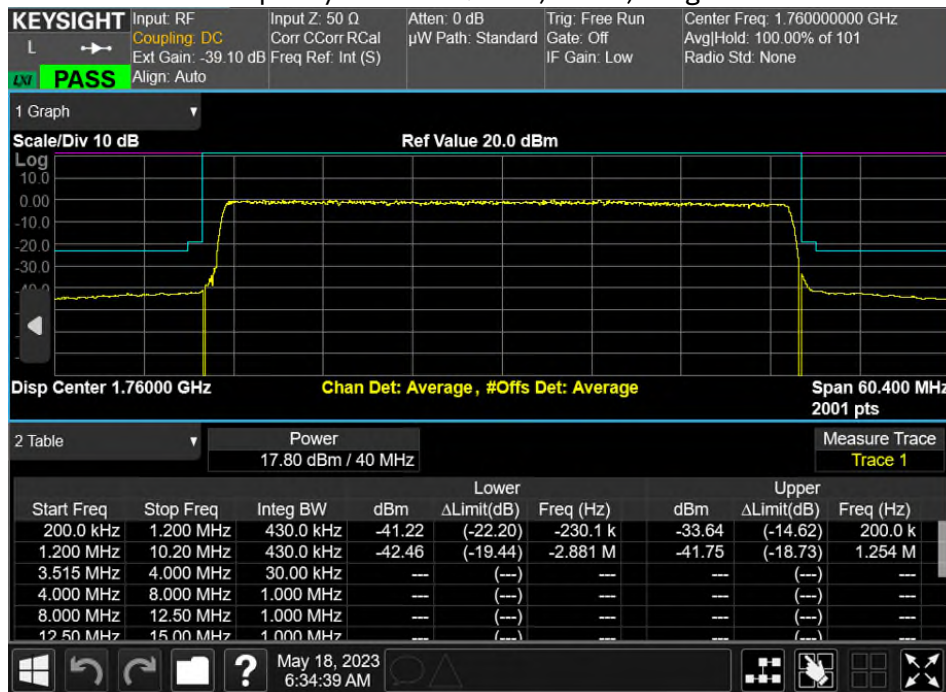 KEYSIGHT Input: RF Input Z: 50 Ω Atten: 0 dB Trig: Free Run Center Freq: 1.760000000 GHz
L Coupling: DC Corr CCorr RCal µW Path: Standard Gate: Off Avg|Hold: 100.00% of 101
Ext Gain: -39.10 dB Freq Ref: Int (S) IF Gain: Low Radio Std: None
LXI PASS Align: Auto
1 Graph
Scale/Div 10 dB Ref Value 20.0 dBm
Log
10.0
0.00
-10.0
-20.0
-30.0
Disp Center 1.76000 GHz Chan Det: Average, #Offs Det: Average Span 60.400 MHz
2001 pts
2 Table Power Measure Trace
17.80 dBm / 40 MHz Trace 1
Lower Upper
Start Freq Stop Freq Integ BW dBm ΔLimit(dB) Freq (Hz) dBm ΔLimit(dB) Freq (Hz)
200.0 kHz 1.200 MHz 430.0 kHz -41.22 (-22.20) -230.1 k -33.64 (-14.62) 200.0 k
1.200 MHz 10.20 MHz 430.0 kHz -42.46 (-19.44) -2.881 M -41.75 (-18.73) 1.254 M
3.515 MHz 4.000 MHz 30.00 kHz --- (---) --- --- (---) ---
4.000 MHz 8.000 MHz 1.000 MHz --- (---) --- --- (---) ---
8.000 MHz 12.50 MHz 1.000 MHz --- (---) --- --- (---) ---
12.50 MHz 15.00 MHz 1.000 MHz --- (---) --- --- (---) ---
? May 18, 2023
6:34:39 AM